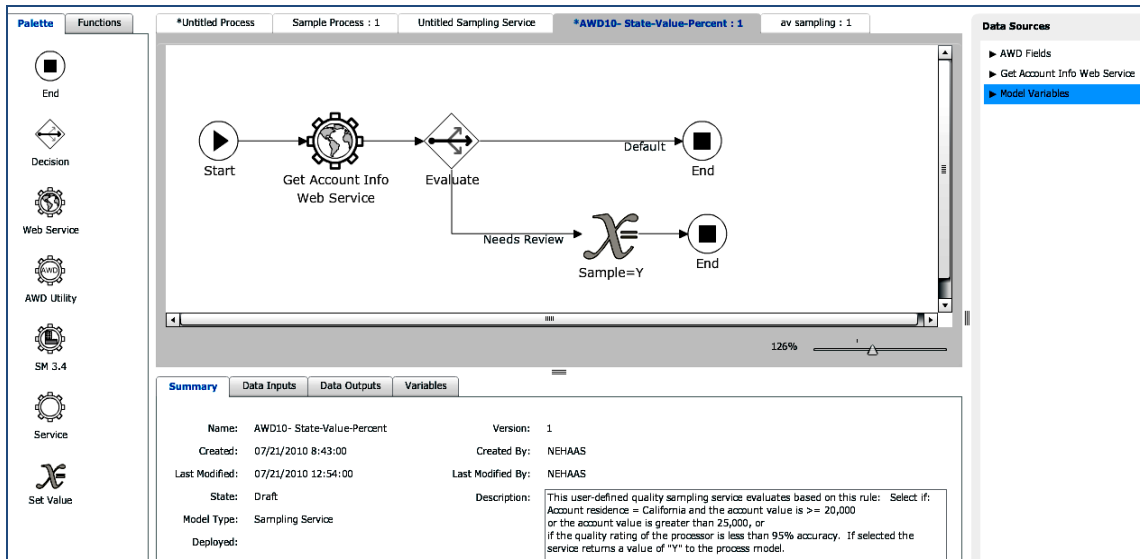 Palette
Functions
*Untitled Process
Sample Process : 1
Untitled Sampling Service
*AWD10- State-Value-Percent : 1
av sampling : 1
Data Sources
End
Decision
Web Service
AWD
AWD Utility
SM 3.4
Service
Set Value
Start
Get Account Info
Web Service
Evaluate
Default
End
Needs Review
Sample=Y
End
126%
AWD Fields
Get Account Info Web Service
Model Variables
Summary
Data Inputs
Data Outputs
Variables
Name: AWD10- State-Value-Percent
Version: 1
Created: 07/21/2010 8:43:00
Created By: NEHAAS
Last Modified: 07/21/2010 12:54:00
Last Modified By: NEHAAS
State: Draft
Model Type: Sampling Service
Deployed:
Description:
This user-defined quality sampling service evaluates based on this rule: Select if:
Account residence = California and the account value is >= 20,000
or the account value is greater than 25,000, or
if the quality rating of the processor is less than 95% accuracy. If selected the
service returns a value of "Y" to the process model.